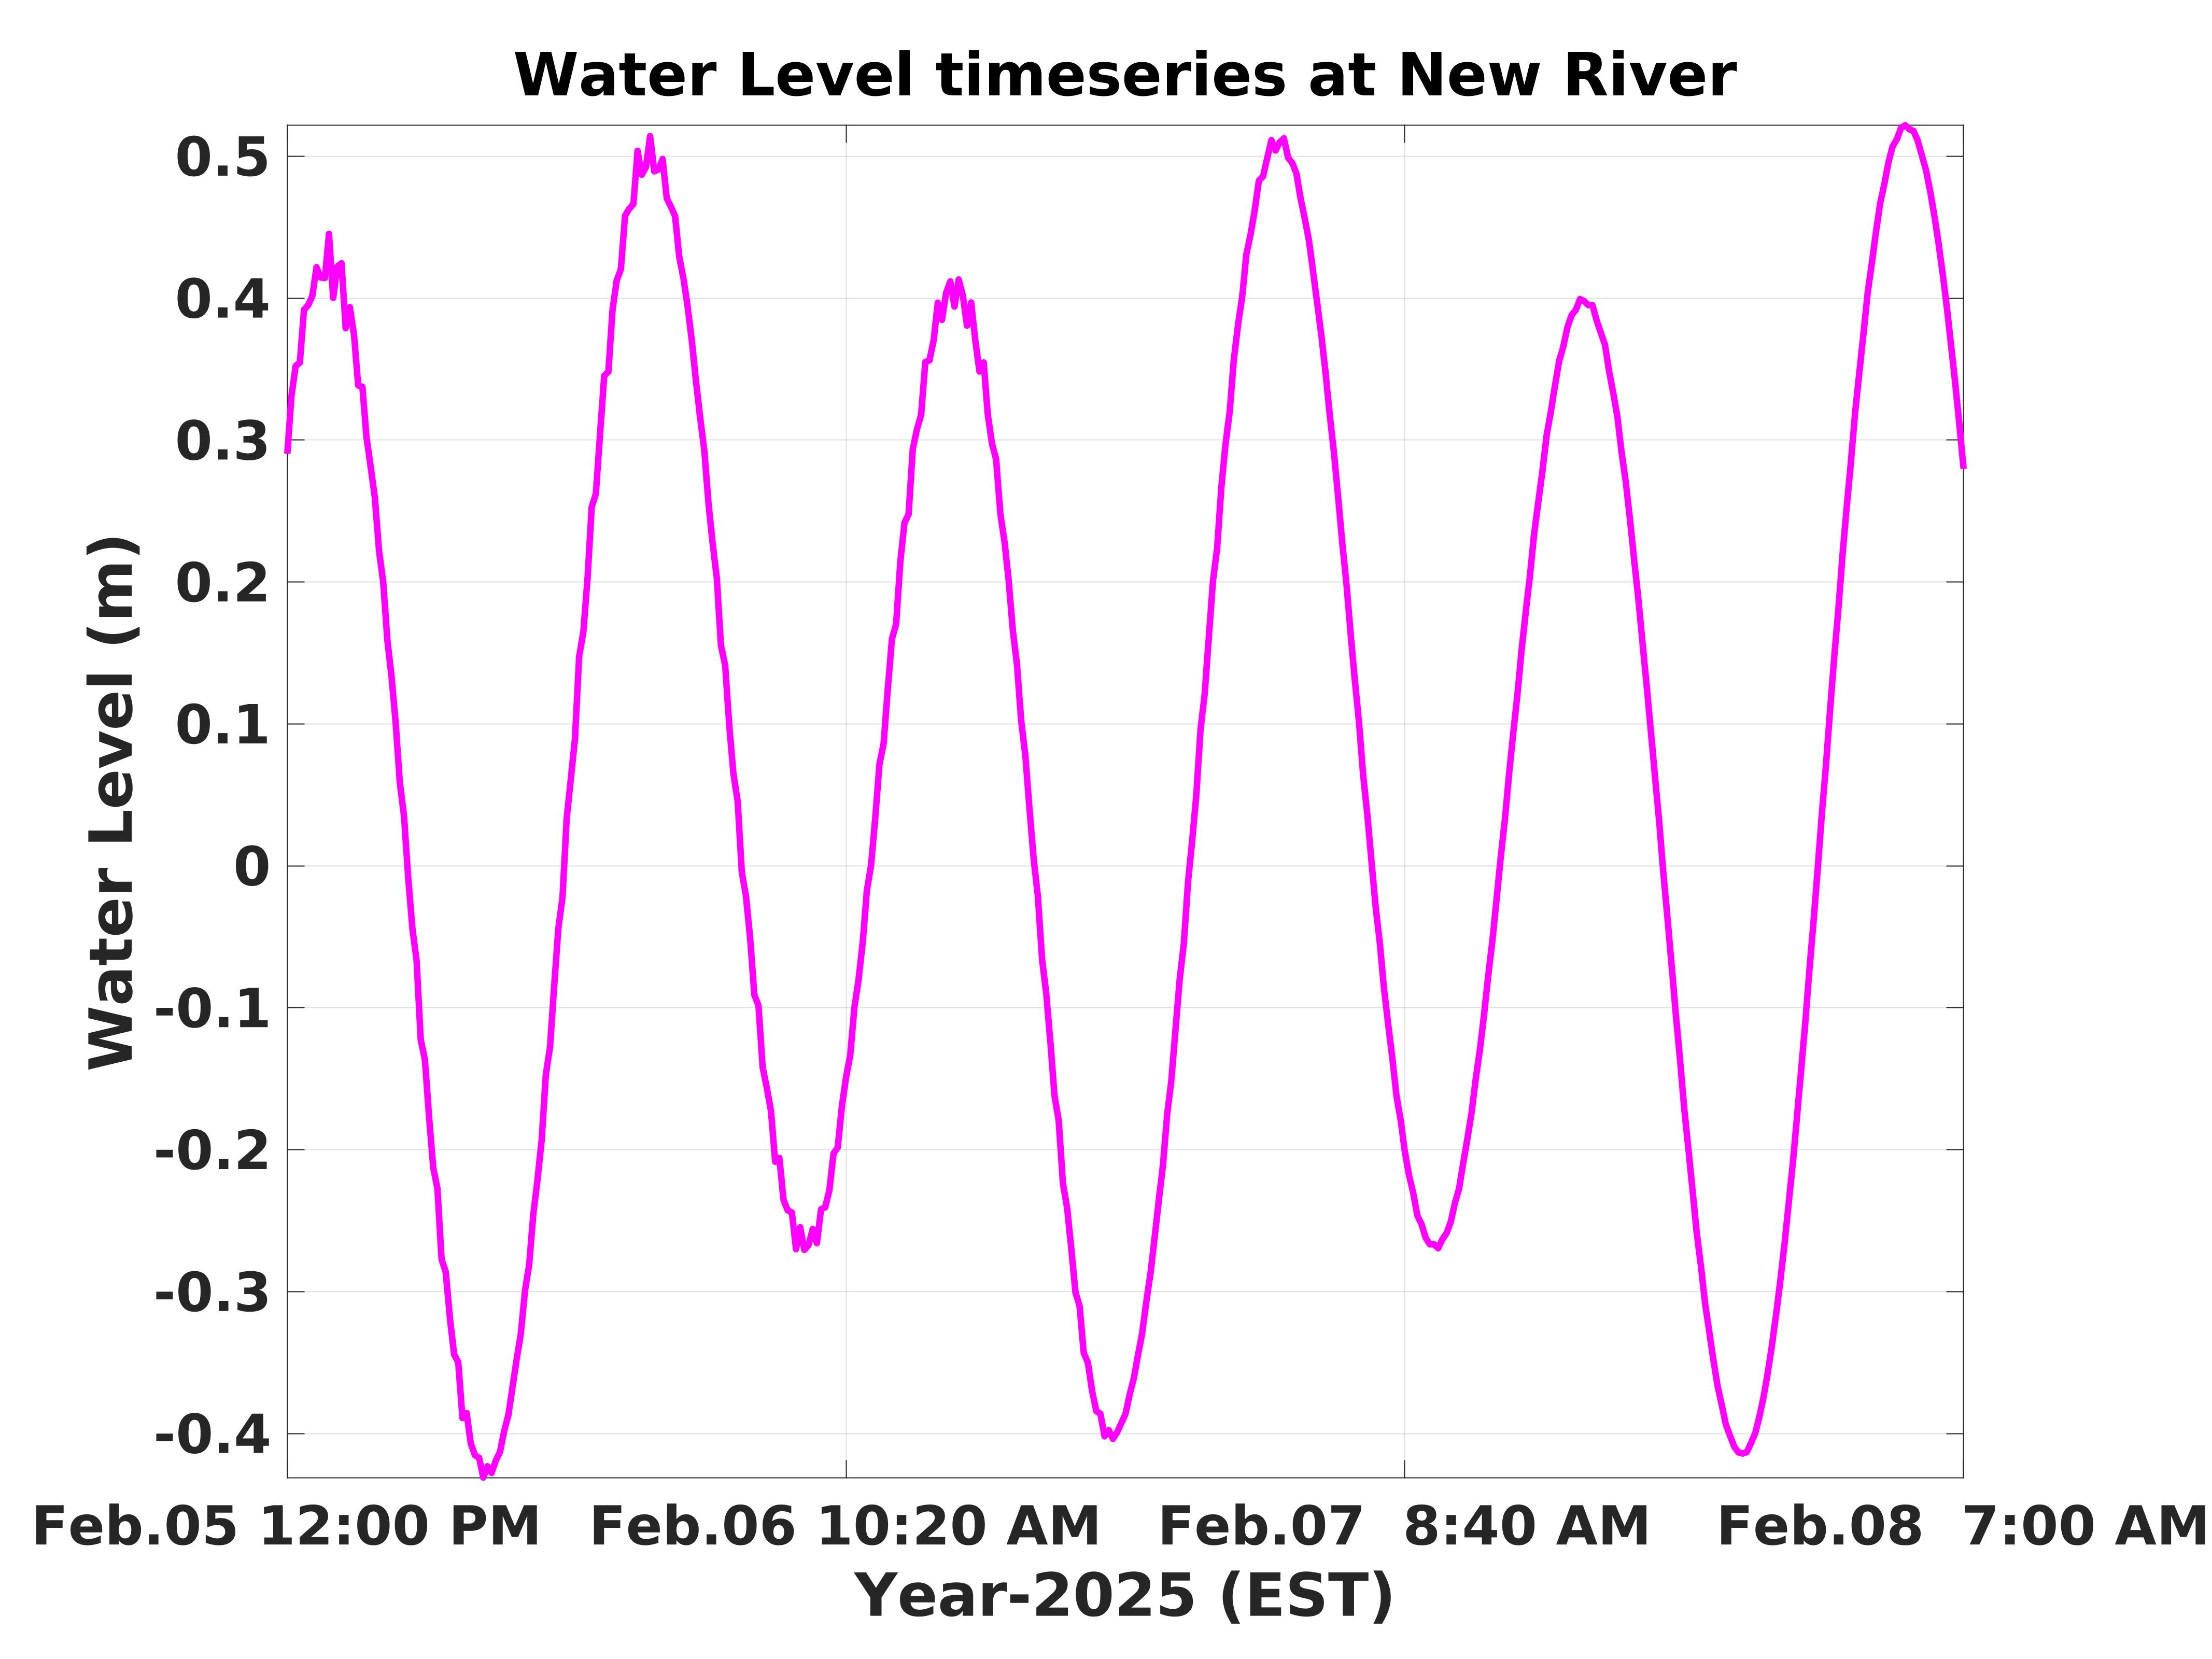 Water Level timeseries at New River
0.5
0.4
0.3
0.2
0.1
0
-0.1
-0.2
-0.3
-0.4
Water Level (m)
Feb.05 12:00 PM Feb.06 10:20 AM Feb.07 8:40 AM Feb.08 7:00 AM
Year-2025 (EST)